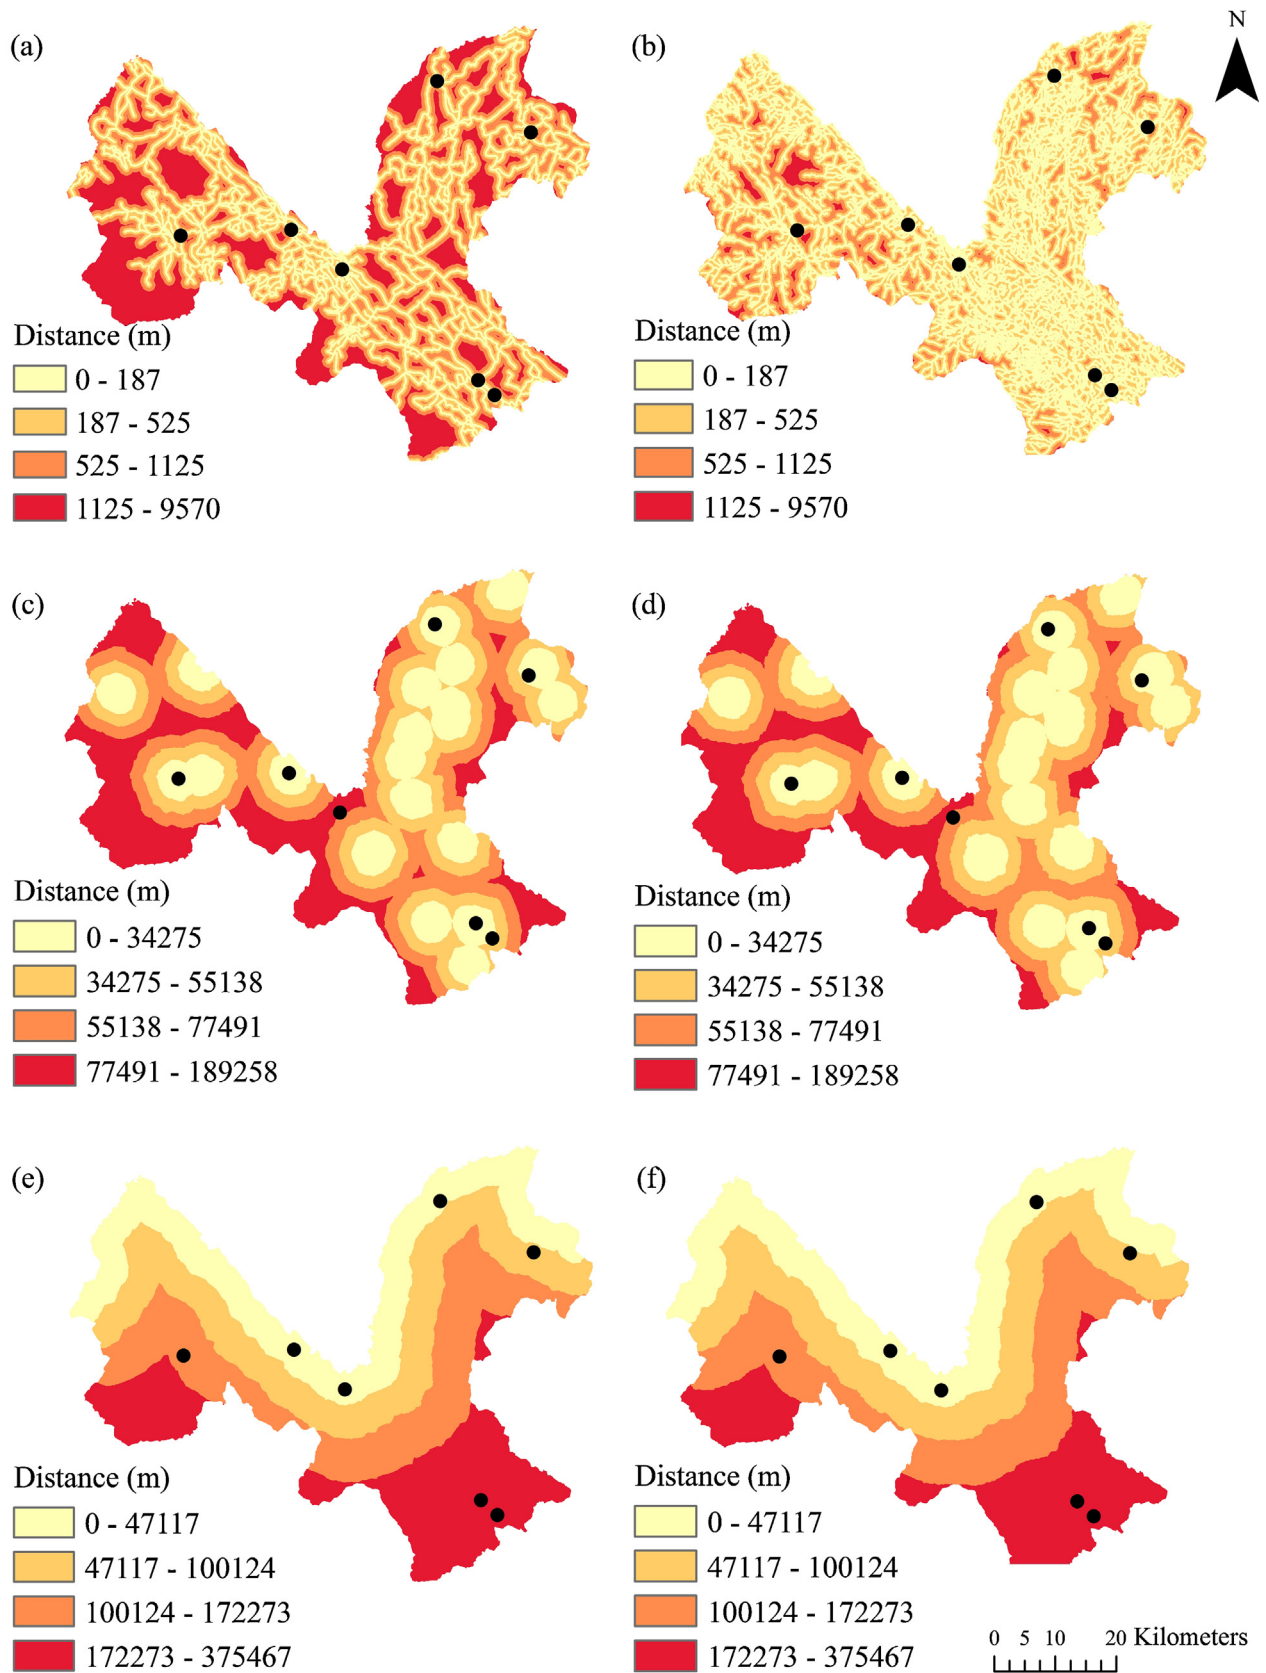 (a)
(b)
N
Distance (m)
0 - 187
187 - 525
525 - 1125
1125 - 9570
Distance (m)
0 - 187
187 - 525
525 - 1125
1125 - 9570
(c)
(d)
Distance (m)
0 - 34275
34275 - 55138
55138 - 77491
77491 - 189258
Distance (m)
0 - 34275
34275 - 55138
55138 - 77491
77491 - 189258
(e)
(f)
Distance (m)
0 - 47117
47117 - 100124
100124 - 172273
172273 - 375467
Distance (m)
0 - 47117
47117 - 100124
100124 - 172273
172273 - 375467
0 5 10 20 Kilometers